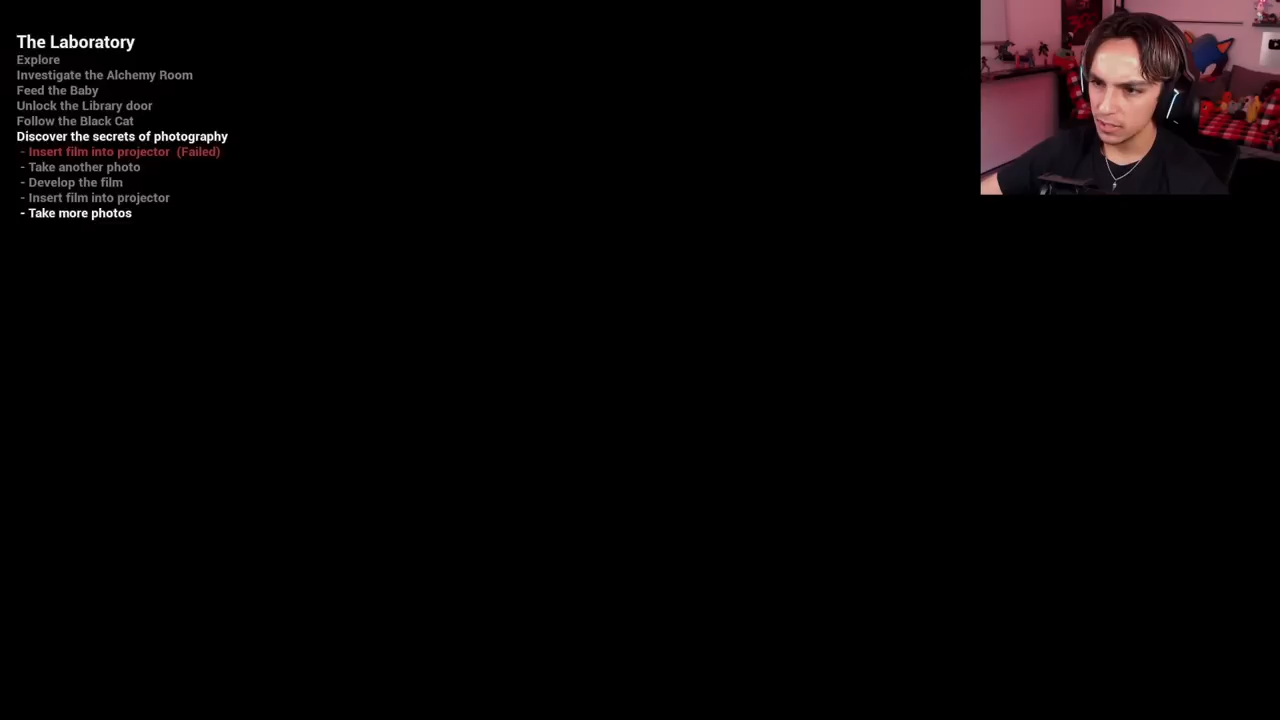 The Laboratory
Explore
Investigate the Alchemy Room
Feed the Baby
Unlock the Library door
Follow the Black Cat
Discover the secrets of photography
- Insert film into projector (Failed)
- Take another photo
- Develop the film
- Insert film into projector
- Take more photos